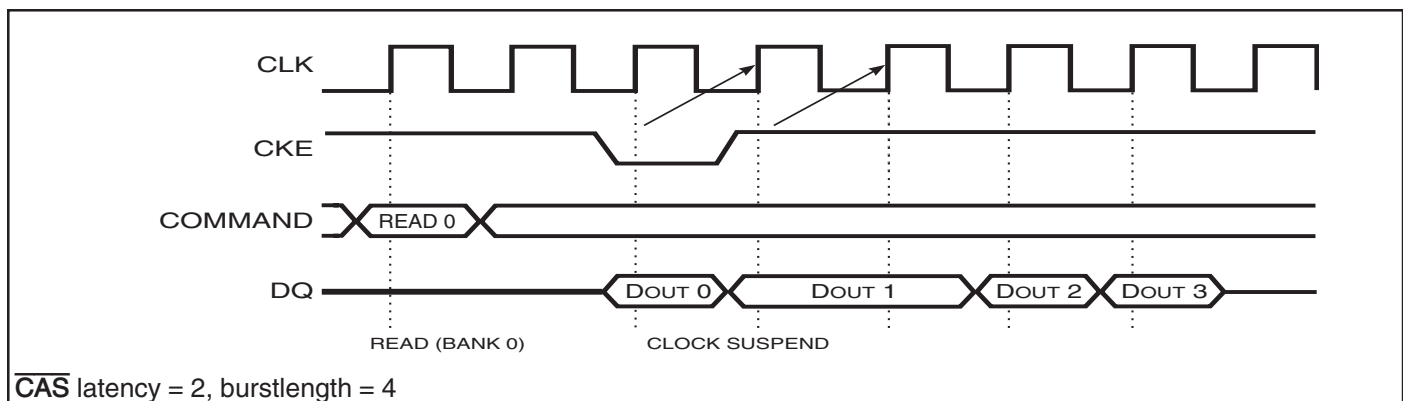 CLK
CKE
COMMAND READ 0
DQ DOUT 0 DOUT 1 DOUT 2 DOUT 3
READ (BANK 0) CLOCK SUSPEND
CAS latency = 2, burstlength = 4